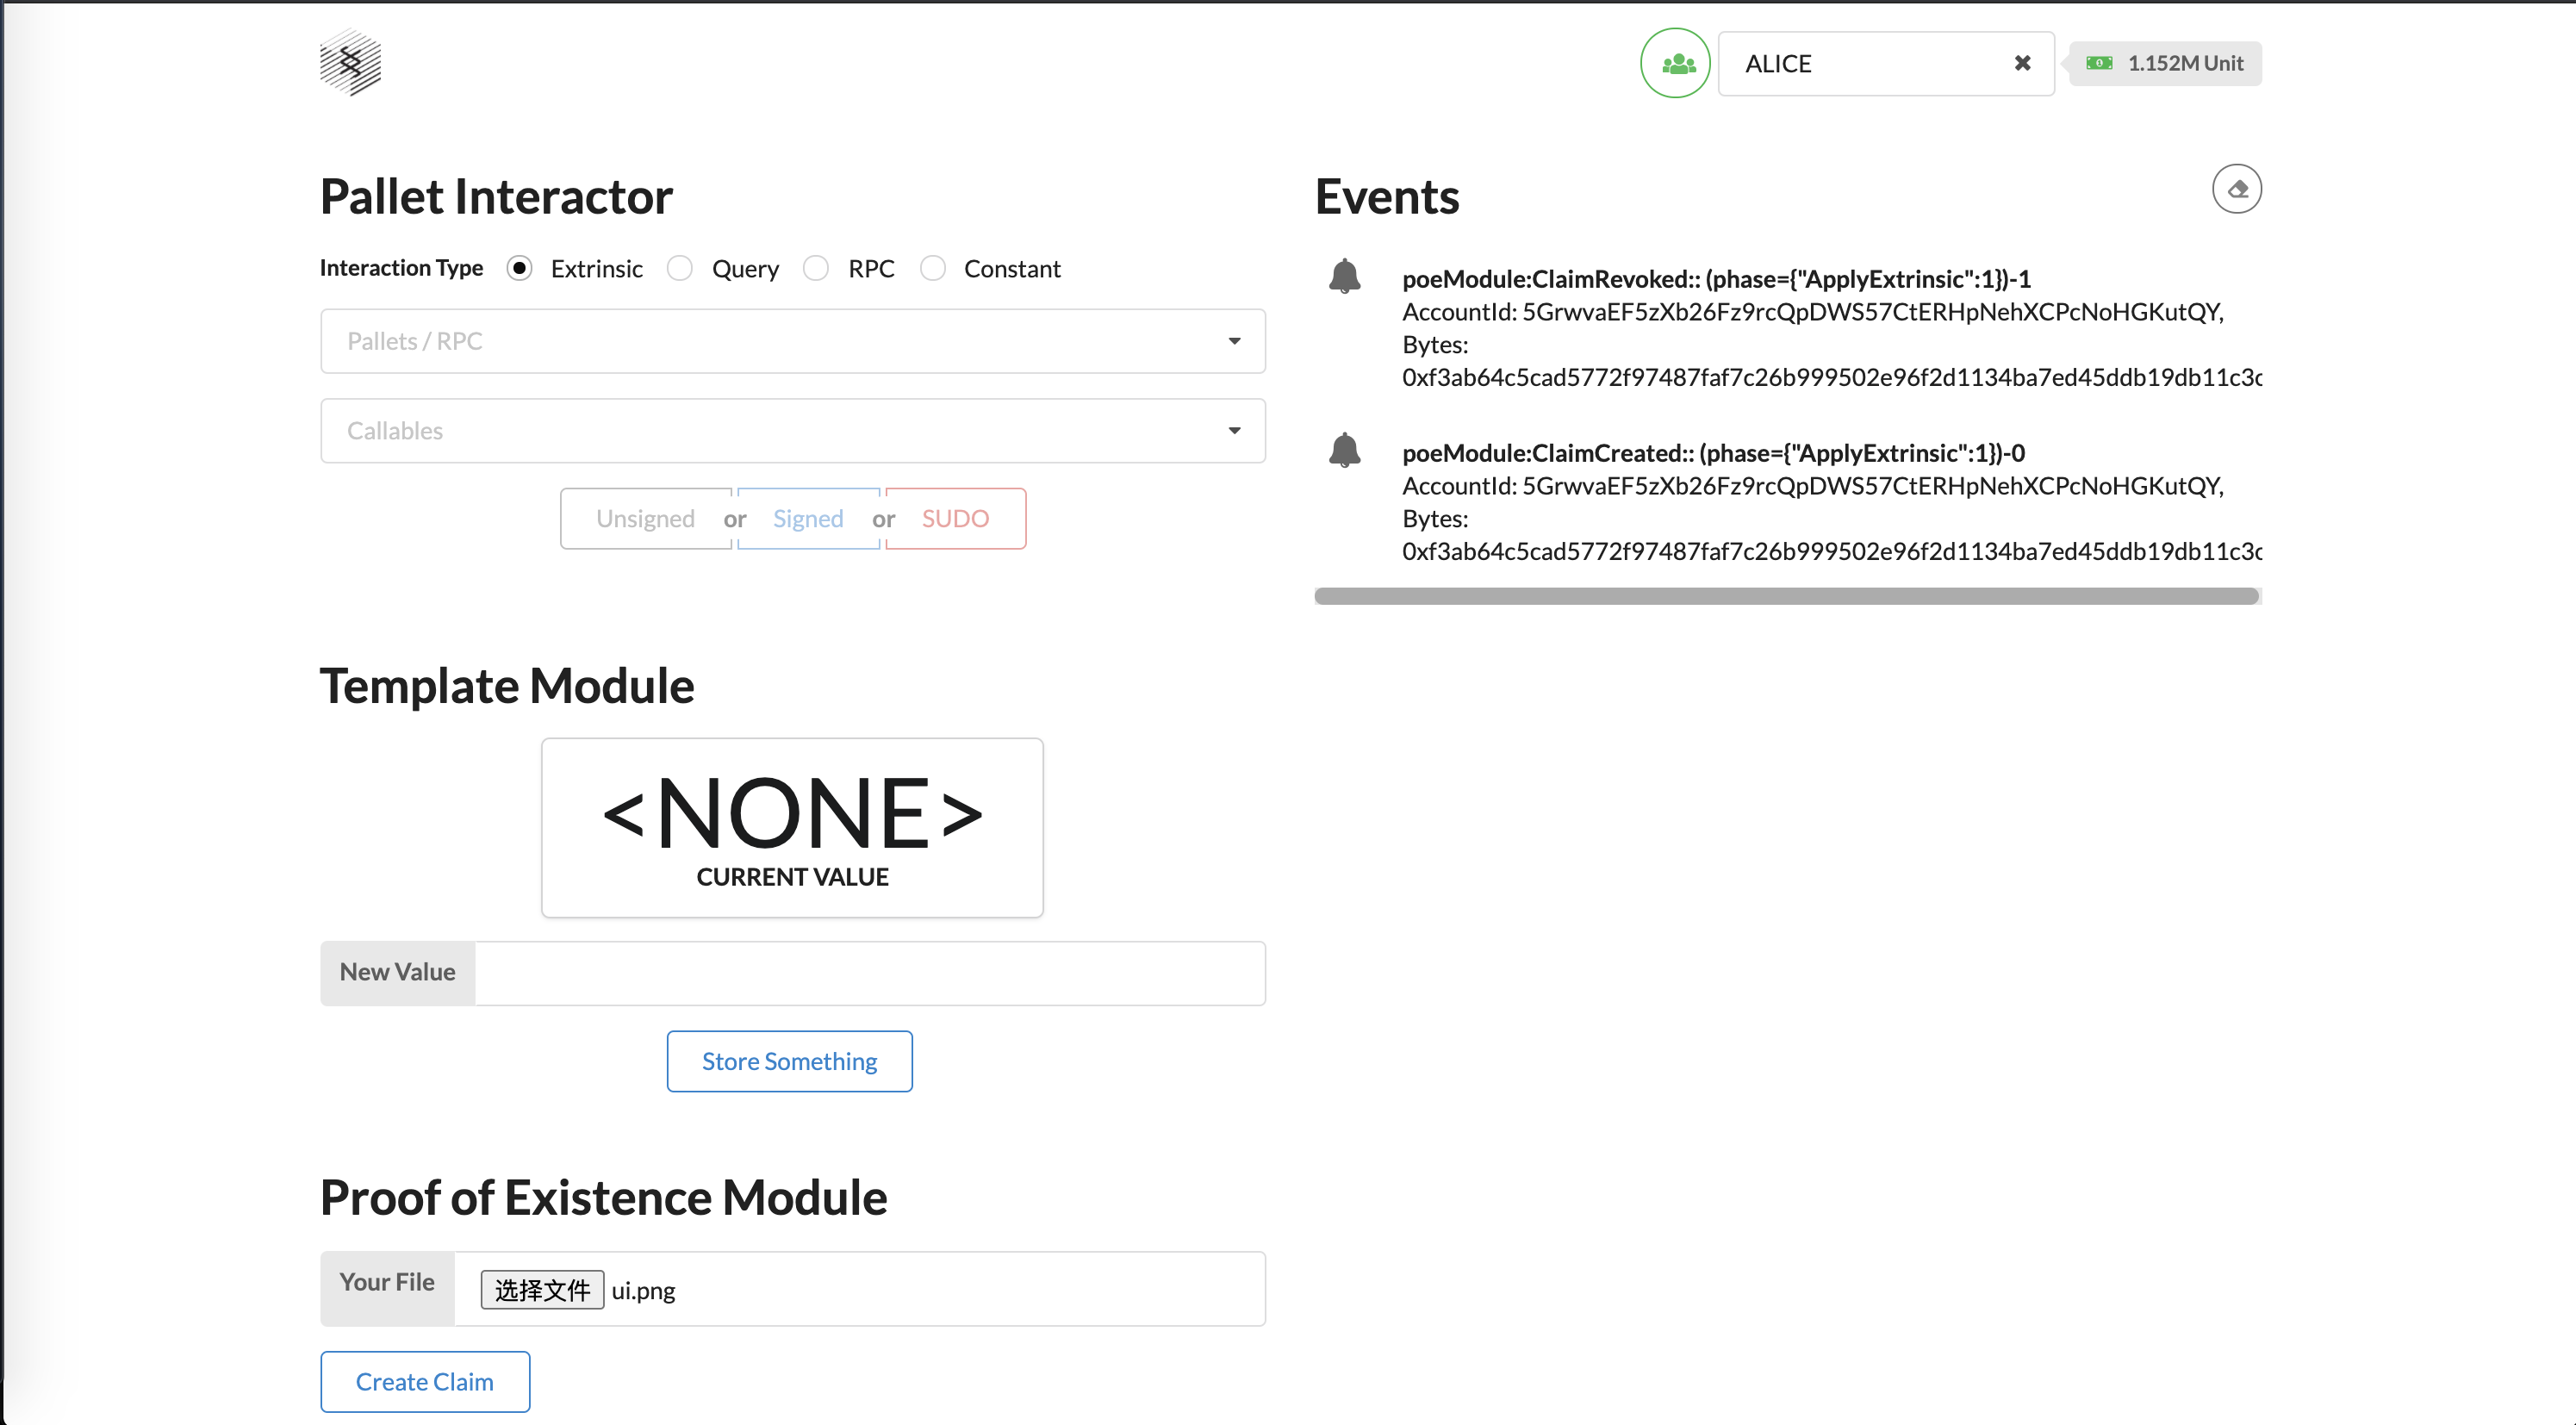 ALICE
1.152M Unit
Pallet Interactor
Interaction Type Extrinsic Query RPC Constant
Pallets / RPC
Callables
Unsigned or Signed or SUDO
Events
poeModule:ClaimRevoked:: (phase={"ApplyExtrinsic":1})-1
AccountId: 5GrwvaEF5zXb26Fz9rcQpDWS57CtERHpNehXCPcNoHGKutQY,
Bytes:
0xf3ab64c5cad5772f97487faf7c26b999502e96f2d1134ba7ed45ddb19db11c3c
poeModule:ClaimCreated:: (phase={"ApplyExtrinsic":1})-0
AccountId: 5GrwvaEF5zXb26Fz9rcQpDWS57CtERHpNehXCPcNoHGKutQY,
Bytes:
0xf3ab64c5cad5772f97487faf7c26b999502e96f2d1134ba7ed45ddb19db11c3c
Template Module
<NONE>
CURRENT VALUE
New Value
Store Something
Proof of Existence Module
Your File 选择文件 ui.png
Create Claim